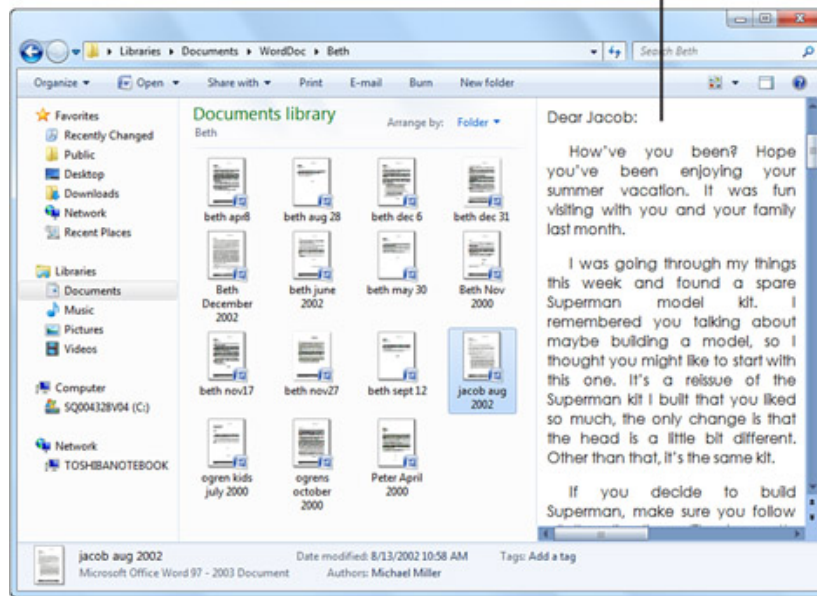 Libraries Documents WordDoc Beth
Search Beth
Organize Open Share with Print E-mail Burn New folder
Favorites
Recently Changed
Public
Desktop
Downloads
Network
Recent Places
Libraries
Documents
Music
Pictures
Videos
Computer
SQ004328V04 (C:)
Network
TOSHIBANOTEBOOK
Documents library
Beth
Arrange by: Folder
beth apr8 beth aug 28 beth dec 6 beth dec 31
Beth December 2002 beth june 2002 beth may 30 Beth Nov 2000
beth nov17 beth nov27 beth sept 12 jacob aug 2002
ogren kids july 2000 ogrens october 2000 Peter April 2000
Dear Jacob:
How've you been? Hope
you've been enjoying your
summer vacation. It was fun
visiting with you and your family
last month.
I was going through my things
this week and found a spare
Superman model kit. I
remembered you talking about
maybe building a model, so I
thought you might like to start with
this one. It's a reissue of the
Superman kit I built that you liked
so much, the only change is that
the head is a little bit different.
Other than that, it's the same kit.
If you decide to build
Superman, make sure you follow
jacob aug 2002 Date modified: 8/13/2002 10:58 AM Tags: Add a tag
Microsoft Office Word 97 - 2003 Document Authors: Michael Miller